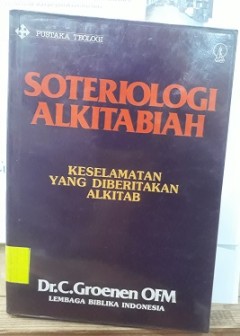 PUSTAKA TEOLOGI
SOTERIOLOGI
ALKITABIAH
KESELAMATAN
YANG DIBERITAKAN
ALKITAB
Dr.C.Groenen OFM
LEMBAGA BIBLIKA INDONESIA